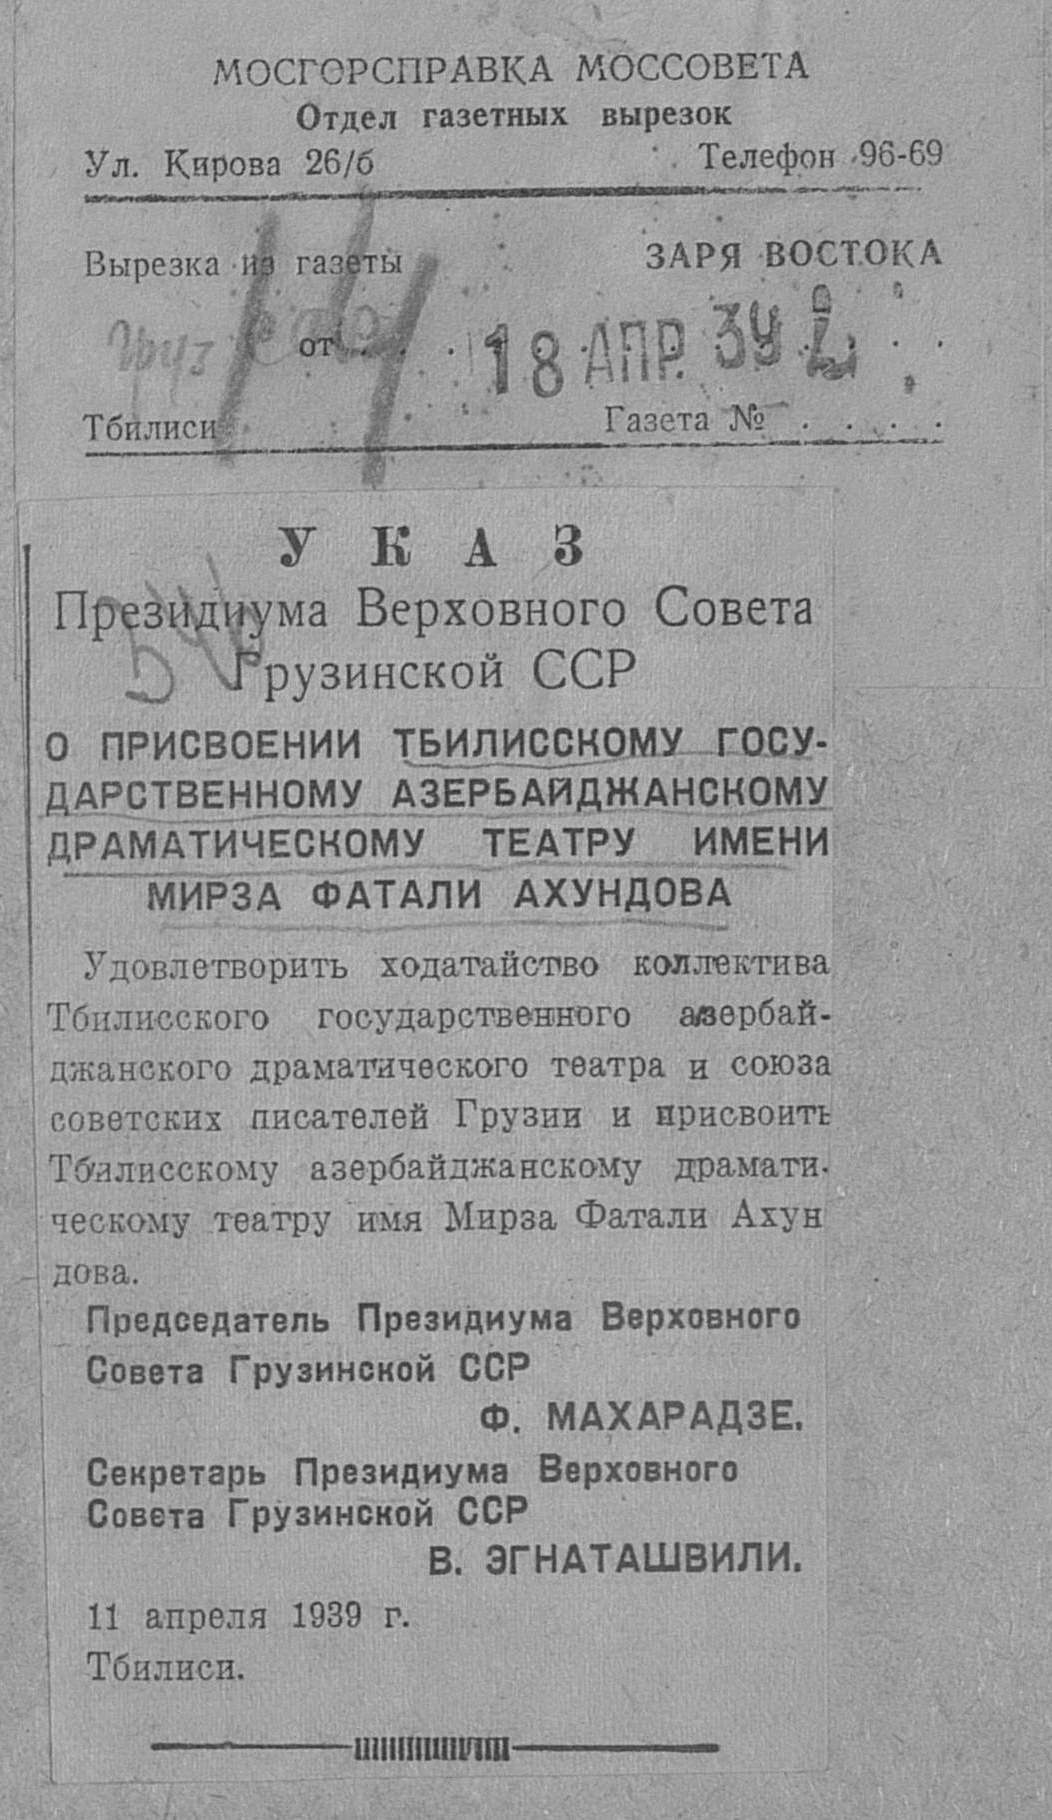 МОСГОРСПРАВКА МОССОВЕТА
Отдел газетных вырезок
Ул. Кирова 26/б Телефон 96-69
Вырезка из газеты ЗАРЯ ВОСТОКА
от . . . 18 АПР. 39
Тбилиси Газета № . . . .
УКАЗ
Президиума Верховного Совета
Грузинской ССР
О ПРИСВОЕНИИ ТБИЛИССКОМУ ГОСУ-
ДАРСТВЕННОМУ АЗЕРБАЙДЖАНСКОМУ
ДРАМАТИЧЕСКОМУ ТЕАТРУ ИМЕНИ
МИРЗА ФАТАЛИ АХУНДОВА
Удовлетворить ходатайство коллектива
Тбилисского государственного азербай-
джанского драматического театра и союза
советских писателей Грузии и присвоить
Тбилисскому азербайджанскому драмати-
ческому театру имя Мирза Фатали Ахун
дова.
Председатель Президиума Верховного
Совета Грузинской ССР
Ф. МАХАРАДЗЕ.
Секретарь Президиума Верховного
Совета Грузинской ССР
В. ЭГНАТАШВИЛИ.
11 апреля 1939 г.
Тбилиси.